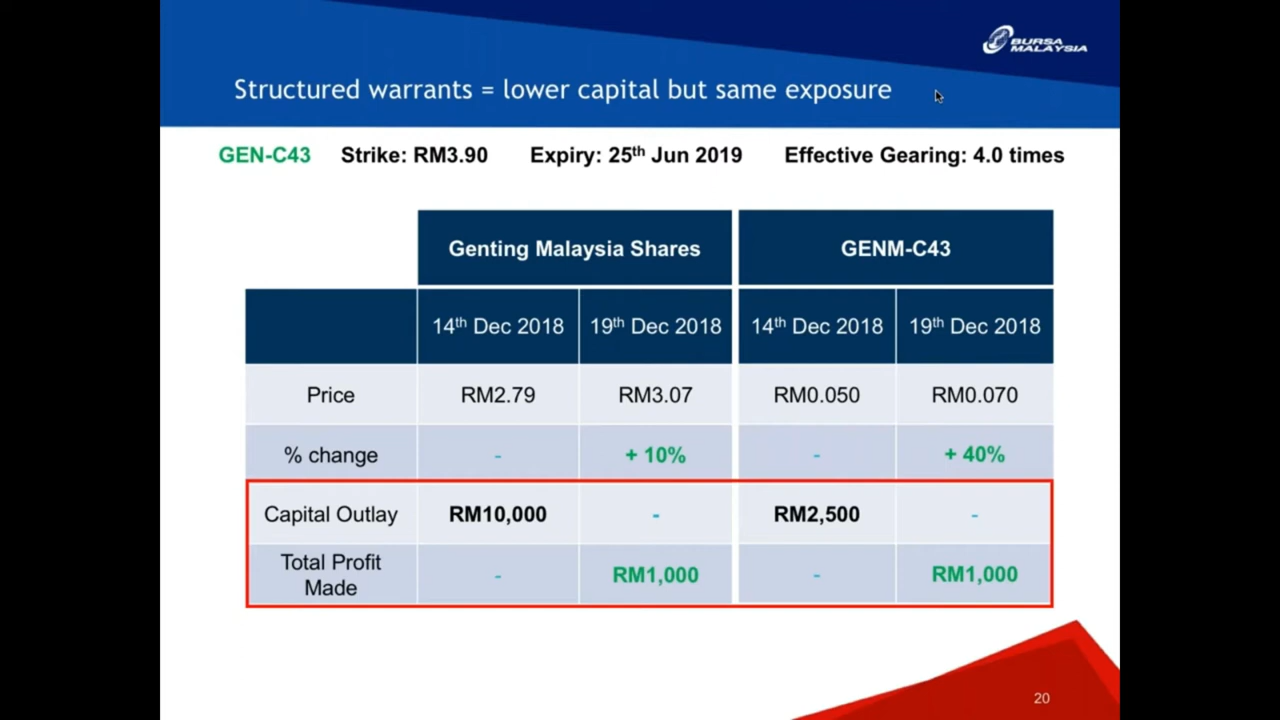 BURSA
MALAYSIA
Structured warrants = lower capital but same exposure
GEN-C43 Strike: RM3.90 Expiry: 25th Jun 2019 Effective Gearing: 4.0 times
Genting Malaysia Shares GENM-C43
14th Dec 2018 19th Dec 2018 14th Dec 2018 19th Dec 2018
Price RM2.79 RM3.07 RM0.050 RM0.070
% change - + 10% - + 40%
Capital Outlay RM10,000 - RM2,500 -
Total Profit
Made - RM1,000 - RM1,000
20